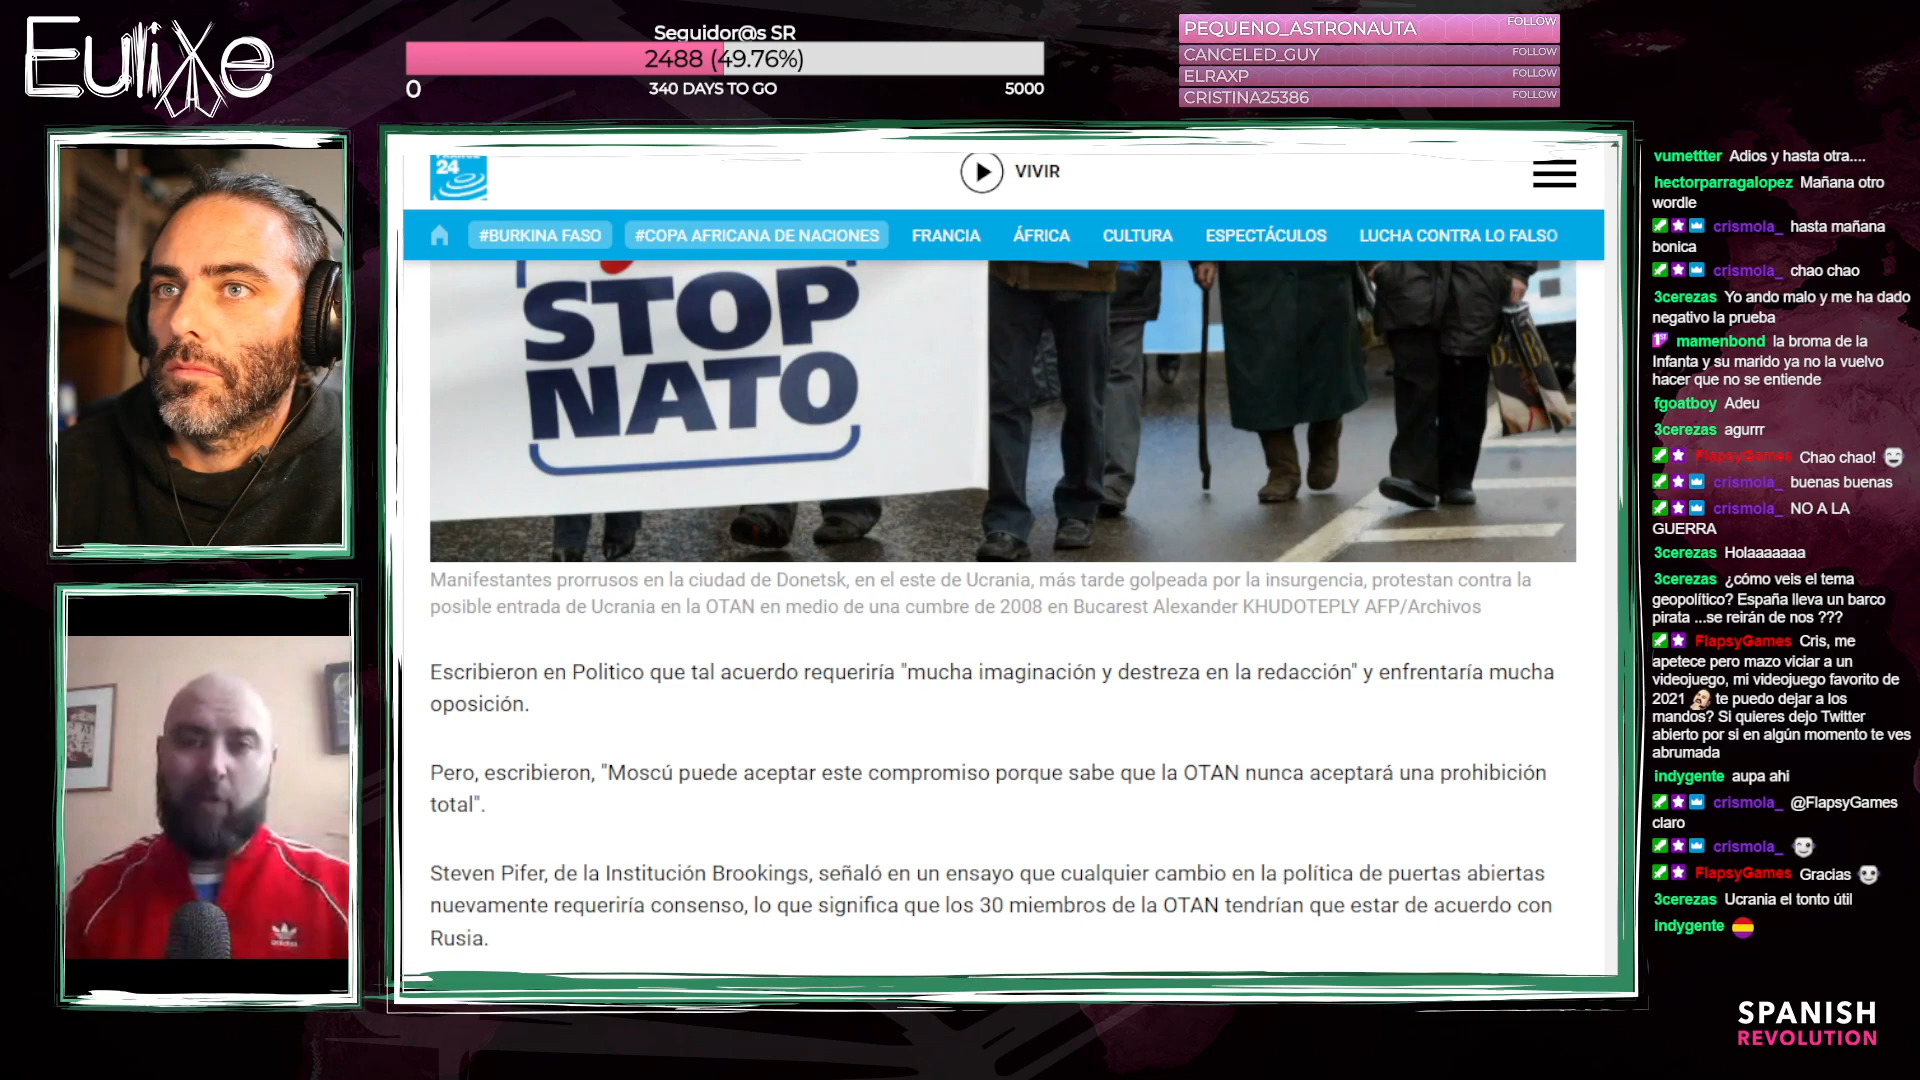 Eurixe
Seguidor@s SR
2488 (49.76%)
0
340 DAYS TO GO
5000
PEQUENO_ASTRONAUTA FOLLOW
CANCELED_GUY FOLLOW
ELRAXP FOLLOW
CRISTINA25386 FOLLOW
24
VIVIR
#BURKINA FASO #COPA AFRICANA DE NACIONES FRANCIA ÁFRICA CULTURA ESPECTÁCULOS LUCHA CONTRA LO FALSO
STOP
NATO
Manifestantes prorrusos en la ciudad de Donetsk, en el este de Ucrania, más tarde golpeada por la insurgencia, protestan contra la
posible entrada de Ucrania en la OTAN en medio de una cumbre de 2008 en Bucarest Alexander KHUDOTEPLY AFP/Archivos
Escribieron en Politico que tal acuerdo requeriría "mucha imaginación y destreza en la redacción" y enfrentaría mucha
oposición.
Pero, escribieron, "Moscú puede aceptar este compromiso porque sabe que la OTAN nunca aceptará una prohibición
total".
Steven Pifer, de la Institución Brookings, señaló en un ensayo que cualquier cambio en la política de puertas abiertas
nuevamente requeriría consenso, lo que significa que los 30 miembros de la OTAN tendrían que estar de acuerdo con
Rusia.
adidas
vumettter Adios y hasta otra....
hectorparragalopez Mañana otro
wordle
crismola_ hasta mañana
bonica
crismola_ chao chao
3cerezas Yo ando malo y me ha dado
negativo la prueba
mamenbond la broma de la
Infanta y su marido ya no la vuelvo
hacer que no se entiende
fgoatboy Adeu
3cerezas agurrr
FlapsyGames Chao chao!
crismola_ buenas buenas
crismola_ NO A LA
GUERRA
3cerezas Holaaaaaaa
3cerezas ¿cómo veis el tema
geopolítico? España lleva un barco
pirata ...se reirán de nos ???
FlapsyGames Cris, me
apetece pero mazo viciar a un
videojuego, mi videojuego favorito de
2021 te puedo dejar a los
mandos? Si quieres dejo Twitter
abierto por si en algún momento te ves
abrumada
indygente aupa ahi
crismola_ @FlapsyGames
claro
crismola_
FlapsyGames Gracias
3cerezas Ucrania el tonto útil
indygente
SPANISH
REVOLUTION